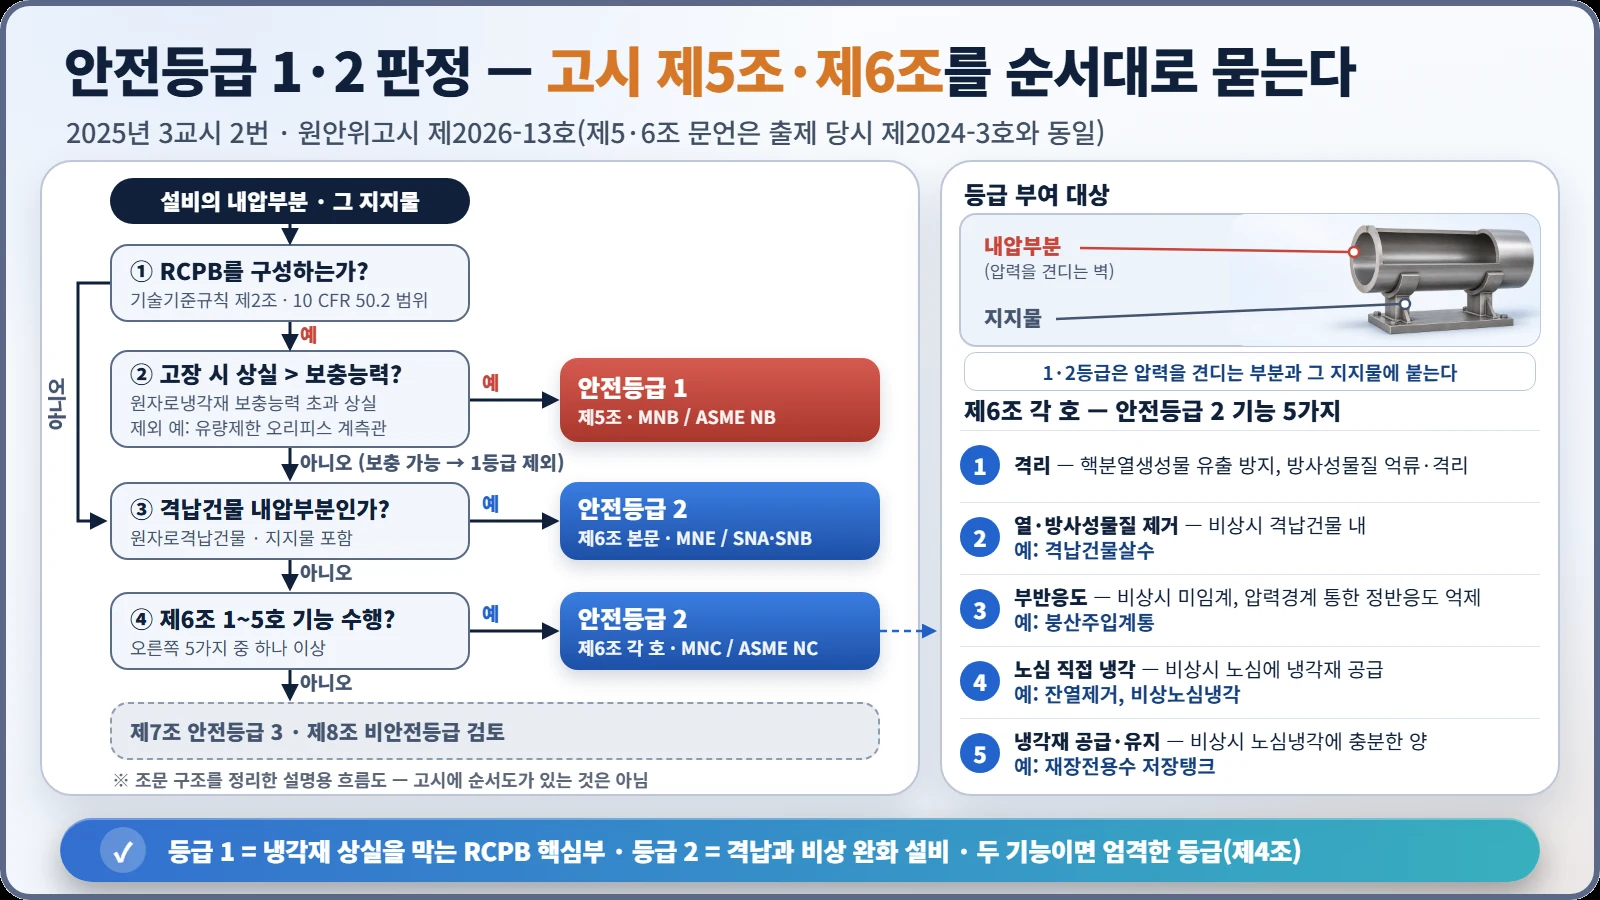 안전등급 1·2 판정 — 고시 제5조·제6조를 순서대로 묻는다
2025년 3교시 2번 · 원안위고시 제2026-13호(제5·6조 문언은 출제 당시 제2024-3호와 동일)
설비의 내압부분 · 그 지지물
① RCPB를 구성하는가?
기술기준규칙 제2조 · 10 CFR 50.2 범위
예
② 고장 시 상실 > 보충능력?
원자로냉각재 보충능력 초과 상실
제외 예: 유량제한 오리피스 계측관
예
안전등급 1
제5조 · MNB / ASME NB
아니오
아니오 (보충 가능 → 1등급 제외)
③ 격납건물 내압부분인가?
원자로격납건물 · 지지물 포함
예
안전등급 2
제6조 본문 · MNE / SNA·SNB
아니오
④ 제6조 1~5호 기능 수행?
오른쪽 5가지 중 하나 이상
예
안전등급 2
제6조 각 호 · MNC / ASME NC
아니오
제7조 안전등급 3 · 제8조 비안전등급 검토
※ 조문 구조를 정리한 설명용 흐름도 — 고시에 순서도가 있는 것은 아님
등급 부여 대상
내압부분
(압력을 견디는 벽)
지지물
1·2등급은 압력을 견디는 부분과 그 지지물에 붙는다
제6조 각 호 — 안전등급 2 기능 5가지
1 격리 — 핵분열생성물 유출 방지, 방사성물질 억류·격리
2 열·방사성물질 제거 — 비상시 격납건물 내
예: 격납건물살수
3 부반응도 — 비상시 미임계, 압력경계 통한 정반응도 억제
예: 붕산주입계통
4 노심 직접 냉각 — 비상시 노심에 냉각재 공급
예: 잔열제거, 비상노심냉각
5 냉각재 공급·유지 — 비상시 노심냉각에 충분한 양
예: 재장전용수 저장탱크
✓ 등급 1 = 냉각재 상실을 막는 RCPB 핵심부 · 등급 2 = 격납과 비상 완화 설비 · 두 기능이면 엄격한 등급(제4조)